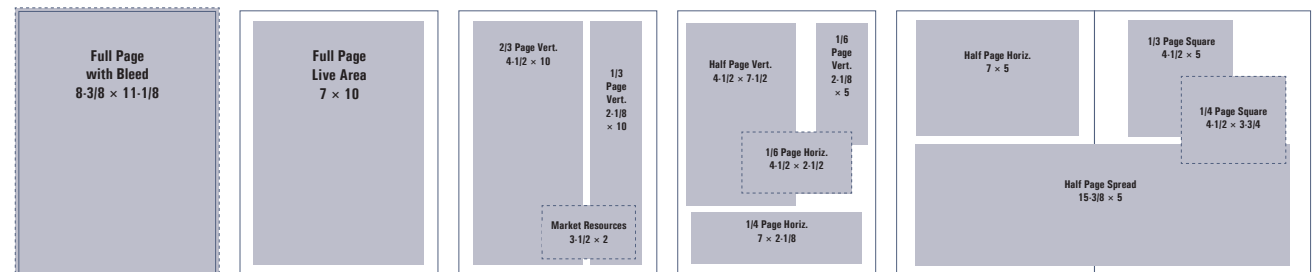 Full Page
with Bleed
8-3/8 × 11-1/8
Full Page
Live Area
7 × 10
2/3 Page Vert.
4-1/2 × 10
1/3
Page
Vert.
2-1/8
× 10
Market Resources
3-1/2 × 2
Half Page Vert.
4-1/2 × 7-1/2
1/6
Page
Vert.
2-1/8
× 5
1/6 Page Horiz.
4-1/2 × 2-1/2
1/4 Page Horiz.
7 × 2-1/8
Half Page Horiz.
7 × 5
1/3 Page Square
4-1/2 × 5
1/4 Page Square
4-1/2 × 3-3/4
Half Page Spread
15-3/8 × 5